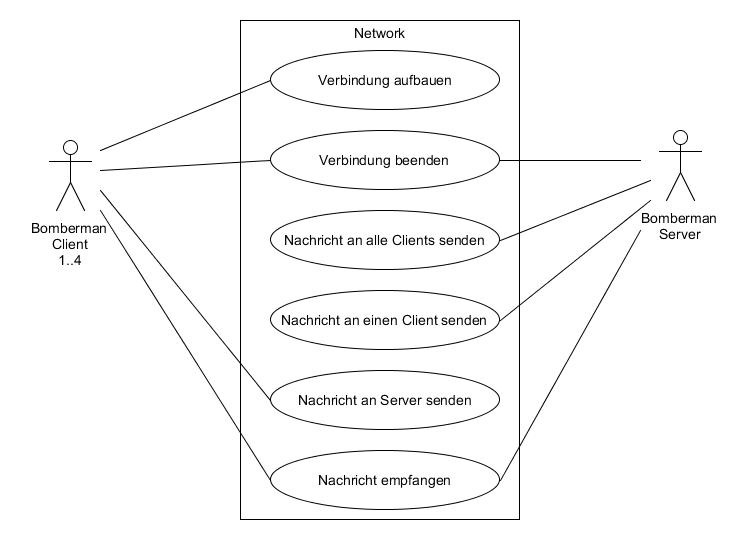 Network
Verbindung aufbauen
Verbindung beenden
Nachricht an alle Clients senden
Nachricht an einen Client senden
Nachricht an Server senden
Nachricht empfangen
Bomberman
Client
1..4
Bomberman
Server